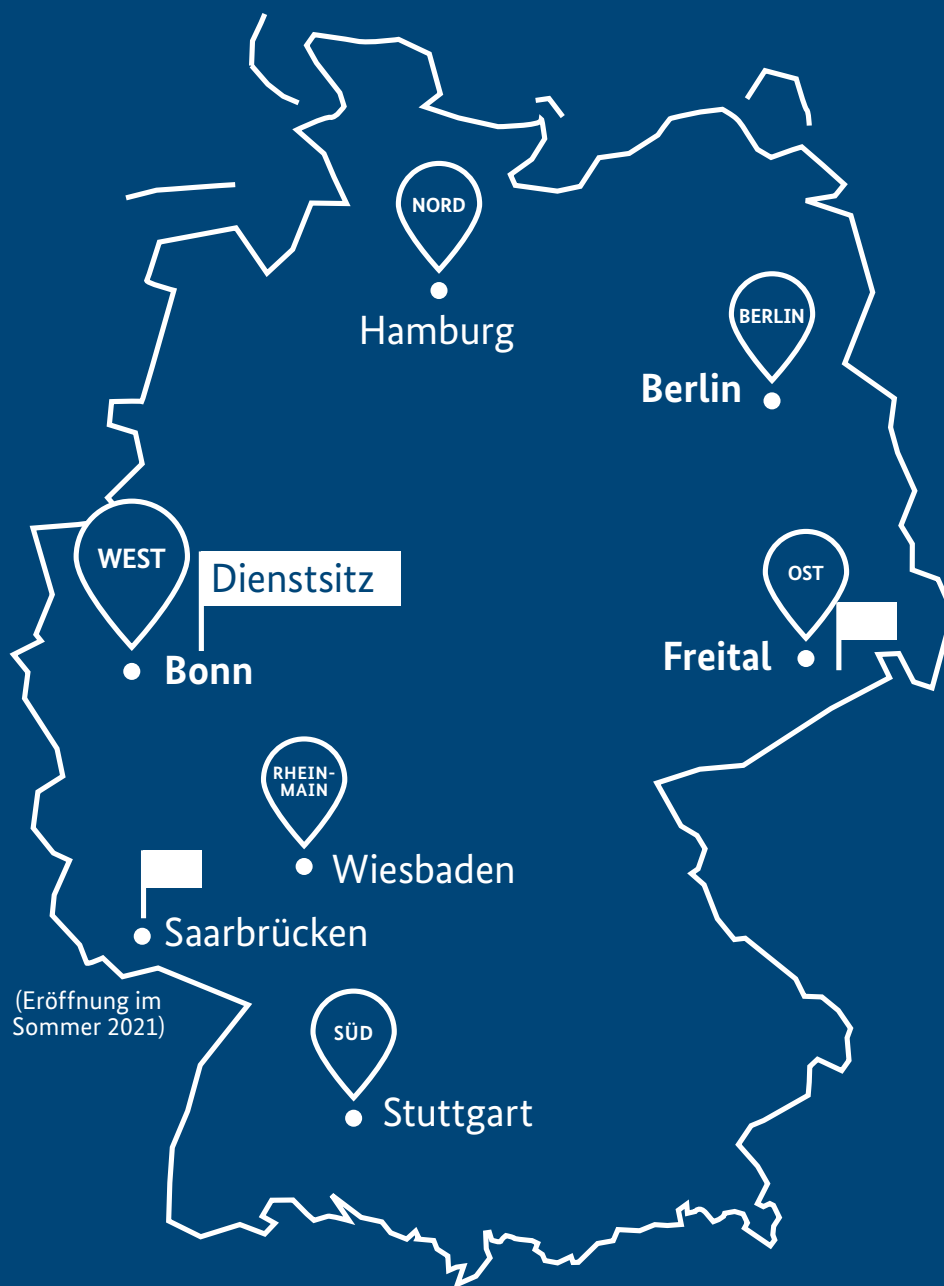 NORD
Hamburg
BERLIN
Berlin
WEST
Dienstsitz
Bonn
OST
Freital
RHEIN-
MAIN
Wiesbaden
Saarbrücken
(Eröffnung im
Sommer 2021)
SÜD
Stuttgart